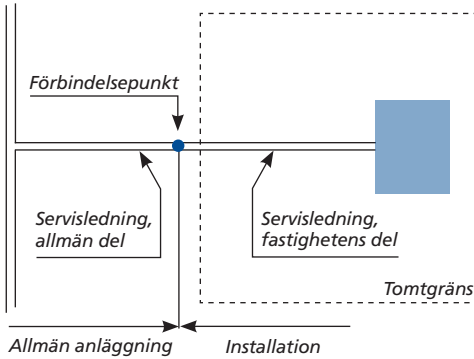 Förbindelsepunkt
Servisledning,
allmän del
Servisledning,
fastighetens del
Tomtgräns
Allmän anläggning
Installation